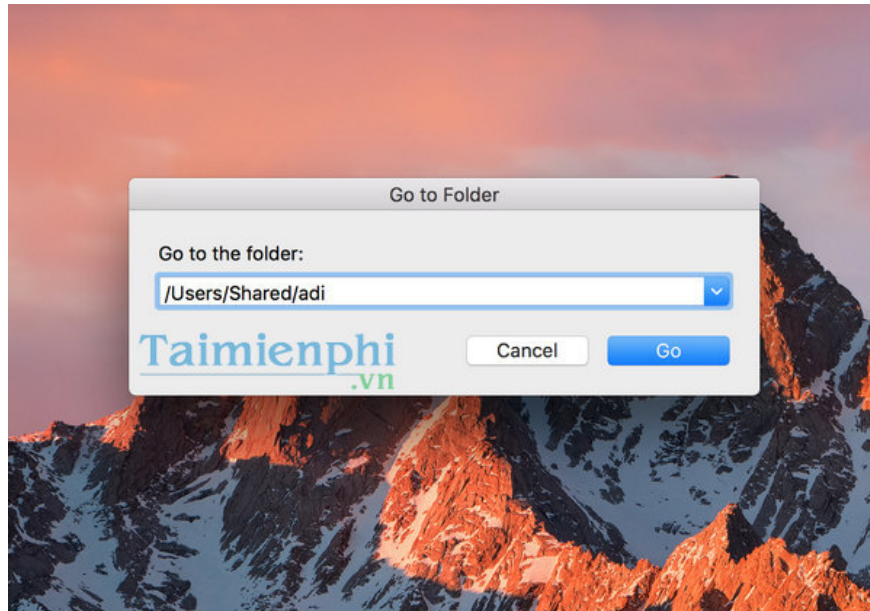 Go to Folder
Go to the folder:
/Users/Shared/adi
Taimienphi
.vn
Cancel
Go